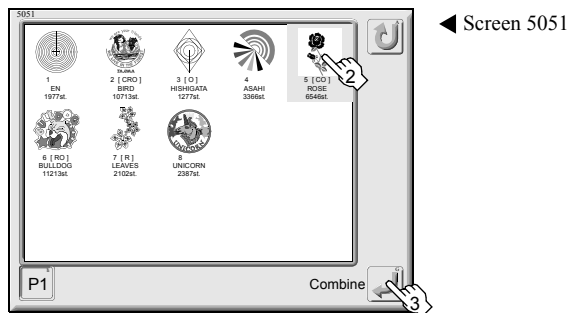 5051
◀ Screen 5051
1
EN
1977st.
2 [ CRO ]
BIRD
10713st.
3 [ O ]
HISHIGATA
1277st.
4
ASAHI
3366st.
5 [ CO ]
ROSE
6546st.
2
6 [ RO ]
BULLDOG
11213st.
7 [ R ]
LEAVES
2102st.
UNICORN
8
UNICORN
2387st.
P1
Combine
3